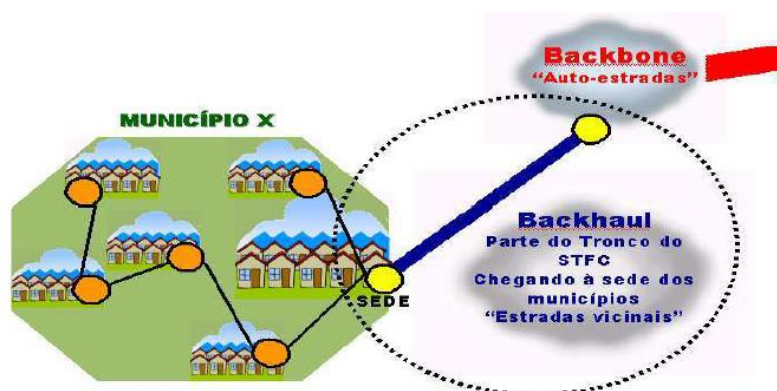 Backbone
“Auto-estradas”
MUNICÍPIO X
SEDE
Backhaul
Parte do Tronco do
STFC
Chegando à sede dos
municípios
“Estradas vicinais”